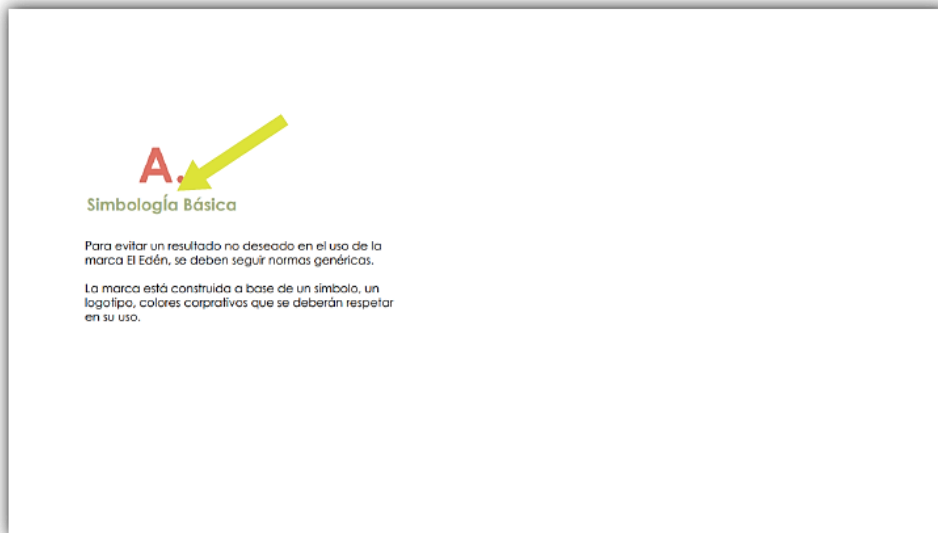 A.
SimbologÍa Básica
Para evitar un resultado no deseado en el uso de la
marca El Edén, se deben seguir normas genéricas.
La marca está construida a base de un símbolo, un
logotipo, colores corprativos que se deberán respetar
en su uso.